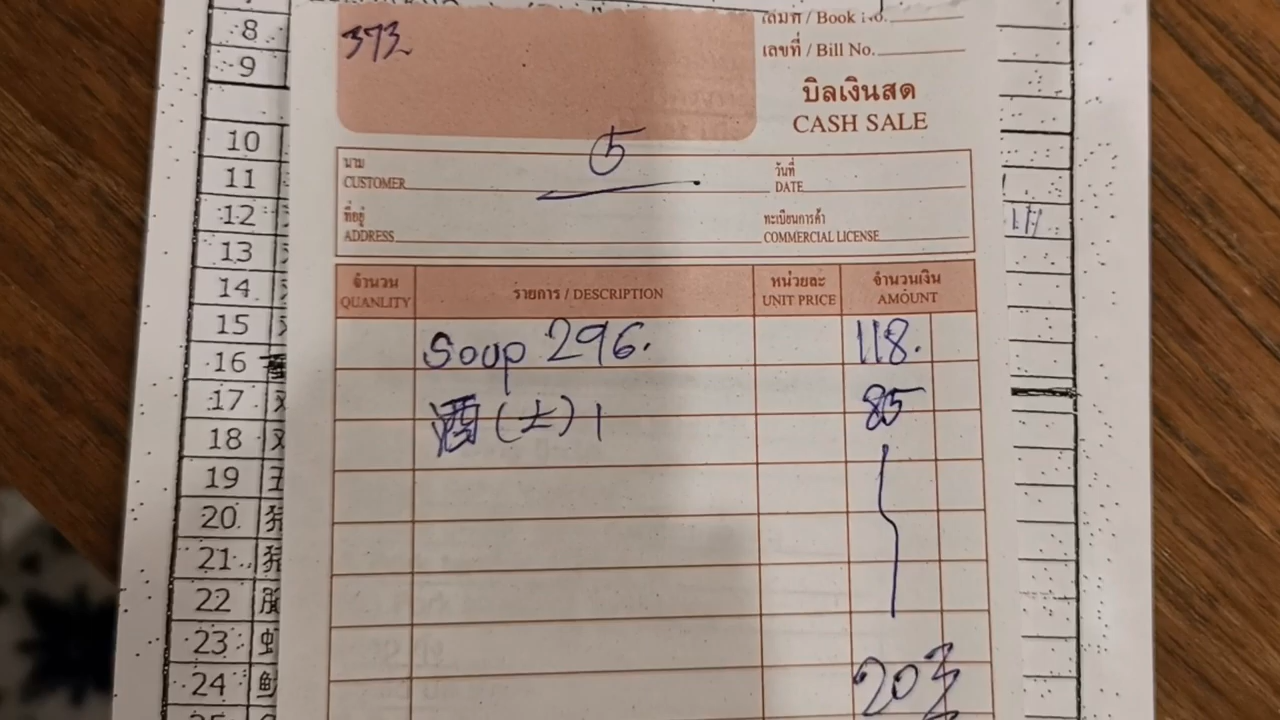 8
9
10
11
12
13
14
15
16
17
18
19
20
21
22
23
24
373
เล่มที่ / Book No.
เลขที่ / Bill No.
บิลเงินสด
CASH SALE
5
นาม
CUSTOMER
วันที่
DATE
ที่อยู่
ADDRESS
ทะเบียนการค้า
COMMERCIAL LICENSE
จำนวน
QUANLITY
รายการ / DESCRIPTION
หน่วยละ
UNIT PRICE
จำนวนเงิน
AMOUNT
Soup 296. 118.
酒 (大) 1 85
203